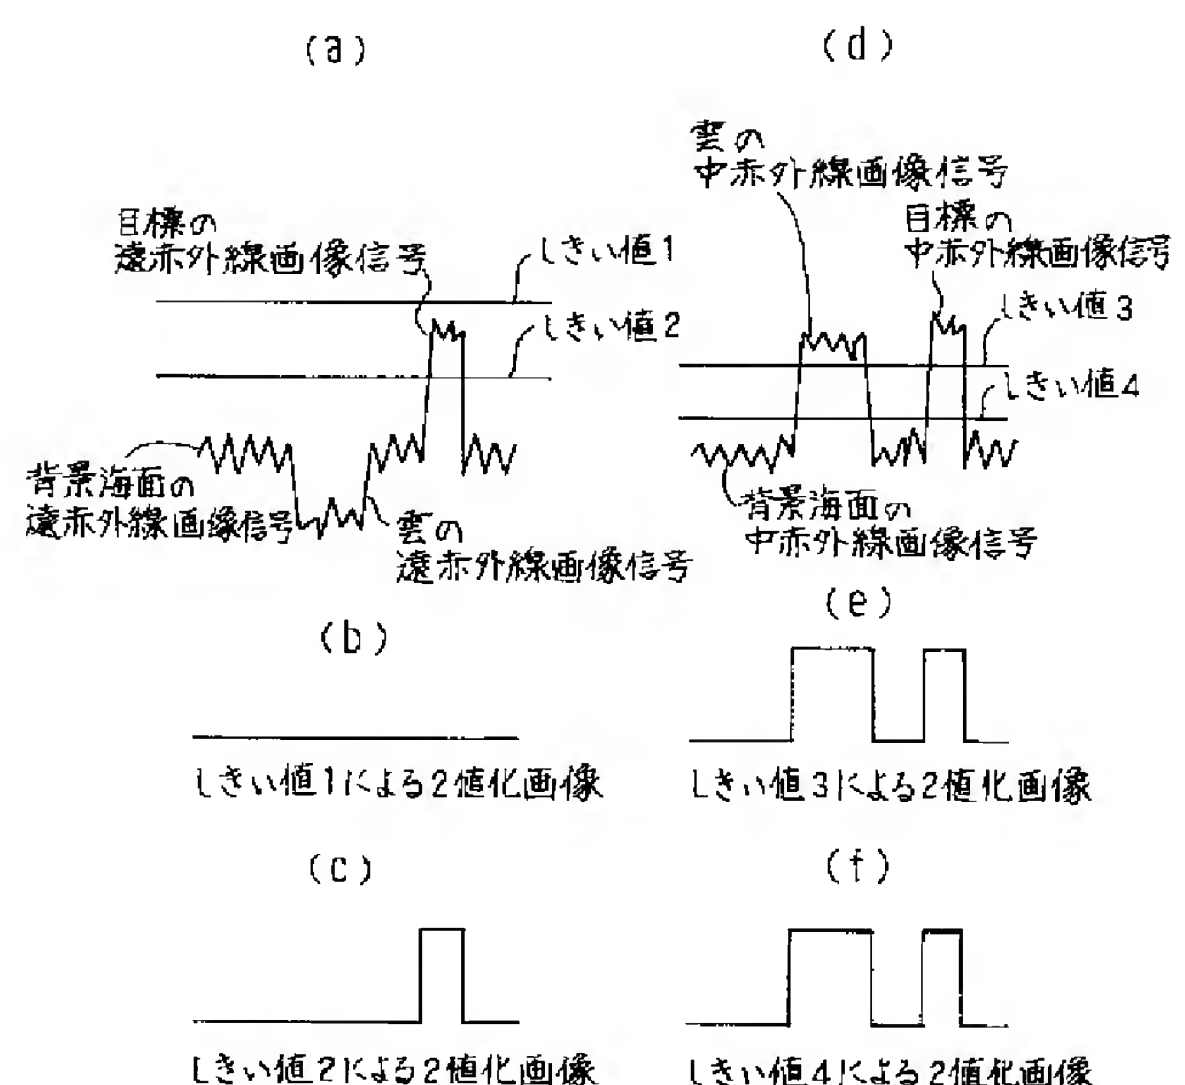 (a)
目標の
遠赤外線画像信号
しきい値1
しきい値2
背景海面の
遠赤外線画像信号
雲の
遠赤外線画像信号
(b)
しきい値1による2値化画像
(c)
しきい値2による2値化画像
(d)
雲の
中赤外線画像信号
目標の
中赤外線画像信号
しきい値3
しきい値4
背景海面の
中赤外線画像信号
(e)
しきい値3による2値化画像
(f)
しきい値4による2値化画像